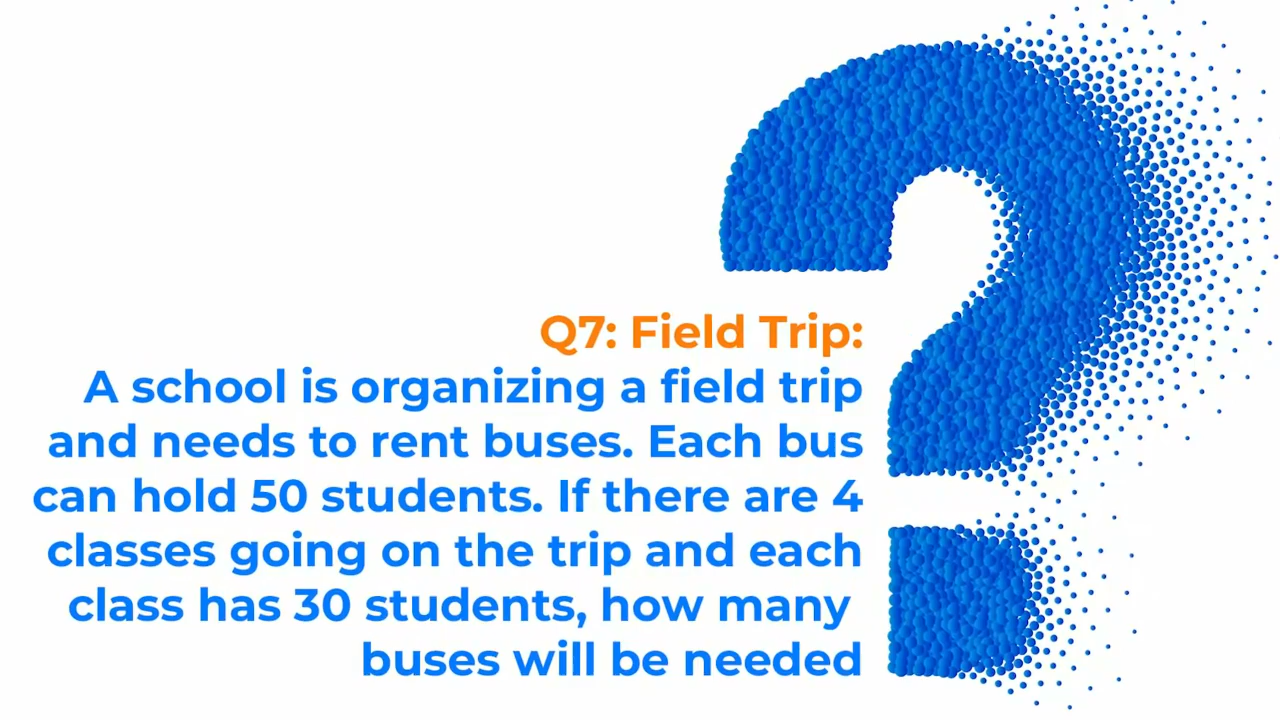 Q7: Field Trip:
A school is organizing a field trip
and needs to rent buses. Each bus
can hold 50 students. If there are 4
classes going on the trip and each
class has 30 students, how many
buses will be needed
?